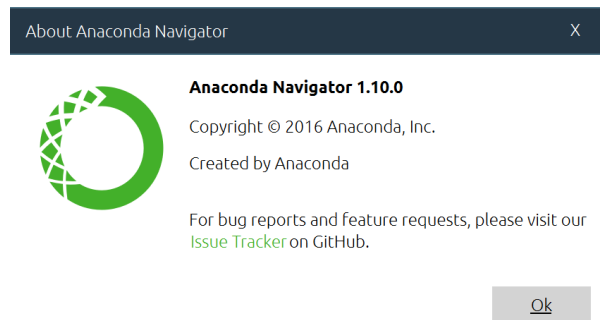 About Anaconda Navigator X
Anaconda Navigator 1.10.0
Copyright © 2016 Anaconda, Inc.
Created by Anaconda
For bug reports and feature requests, please visit our
Issue Tracker on GitHub.
Ok